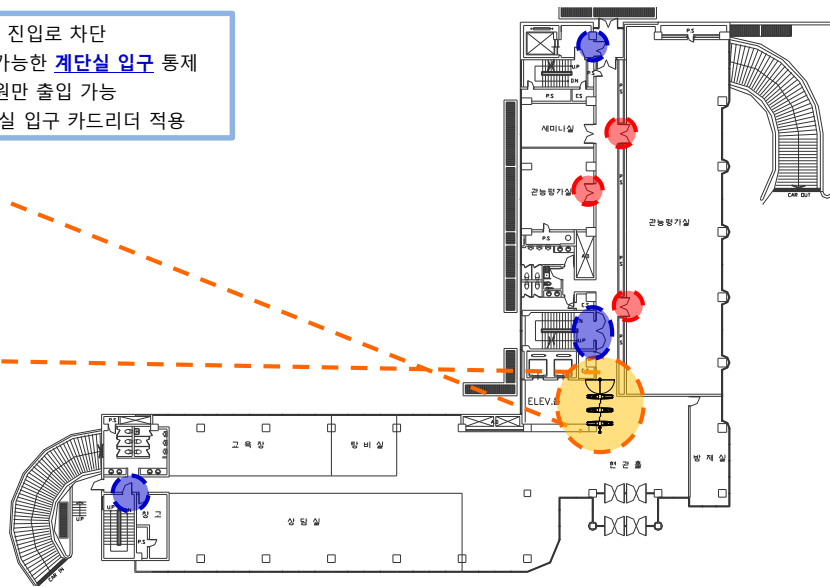 진입로 차단
가능한 계단실 입구 통제
원만 출입 가능
실 입구 카드리더 적용
P.S
U.P
D.N
P.S
P.S
E.S
P.S
세미나실
P.S
관능평가실
관능평가실
P.S
P.S
A.D
CAR OUT
E.S
P.S
U.P
ELEV.홀
A.D
P.S
교 육 장
탕 비 실
현 관 홀
방 재 실
창 고
상 담 실
U.P
U.P
P.S
CAR IN